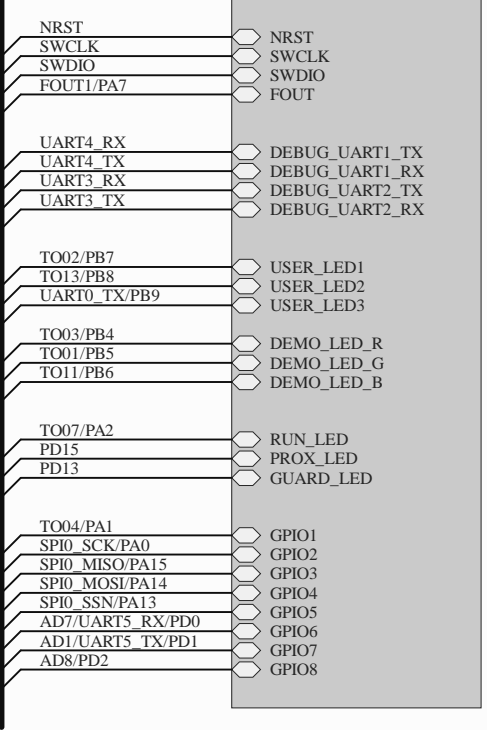 NRST NRST
SWCLK SWCLK
SWDIO SWDIO
FOUT1/PA7 FOUT
UART4_RX DEBUG_UART1_TX
UART4_TX DEBUG_UART1_RX
UART3_RX DEBUG_UART2_TX
UART3_TX DEBUG_UART2_RX
TO02/PB7 USER_LED1
TO13/PB8 USER_LED2
UART0_TX/PB9 USER_LED3
TO03/PB4 DEMO_LED_R
TO01/PB5 DEMO_LED_G
TO11/PB6 DEMO_LED_B
TO07/PA2 RUN_LED
PD15 PROX_LED
PD13 GUARD_LED
TO04/PA1 GPIO1
SPI0_SCK/PA0 GPIO2
SPI0_MISO/PA15 GPIO3
SPI0_MOSI/PA14 GPIO4
SPI0_SSN/PA13 GPIO5
AD7/UART5_RX/PD0 GPIO6
AD1/UART5_TX/PD1 GPIO7
AD8/PD2 GPIO8